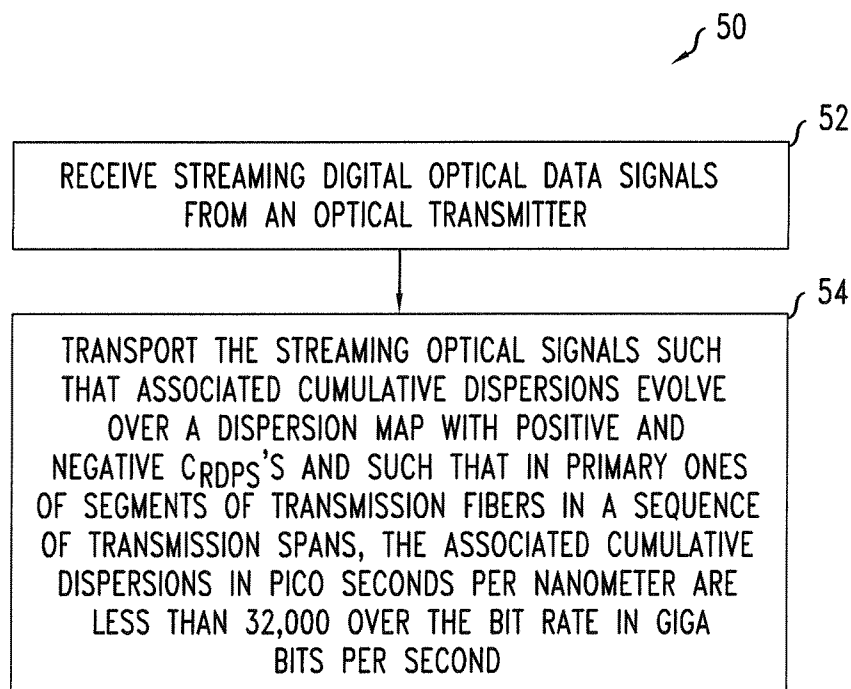 50
52
RECEIVE STREAMING DIGITAL OPTICAL DATA SIGNALS
FROM AN OPTICAL TRANSMITTER
54
TRANSPORT THE STREAMING OPTICAL SIGNALS SUCH
THAT ASSOCIATED CUMULATIVE DISPERSIONS EVOLVE
OVER A DISPERSION MAP WITH POSITIVE AND
NEGATIVE CRDPS'S AND SUCH THAT IN PRIMARY ONES
OF SEGMENTS OF TRANSMISSION FIBERS IN A SEQUENCE
OF TRANSMISSION SPANS, THE ASSOCIATED CUMULATIVE
DISPERSIONS IN PICO SECONDS PER NANOMETER ARE
LESS THAN 32,000 OVER THE BIT RATE IN GIGA
BITS PER SECOND